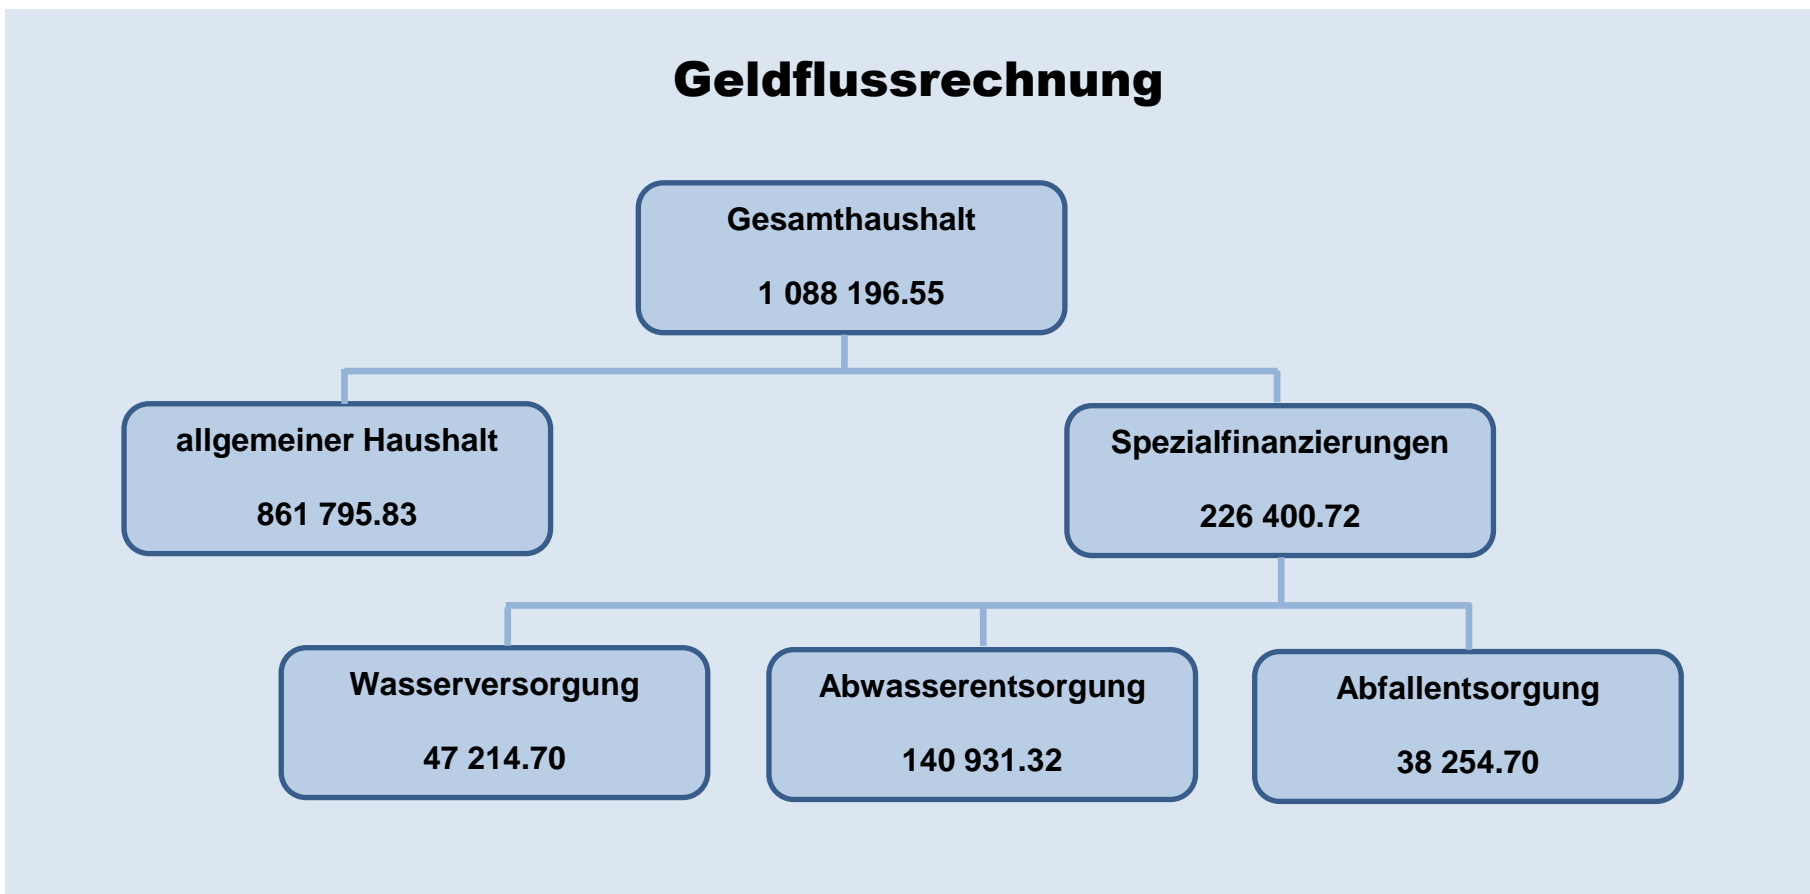 Geldflussrechnung
Gesamthaushalt
1 088 196.55
allgemeiner Haushalt
861 795.83
Spezialfinanzierungen
226 400.72
Wasserversorgung
47 214.70
Abwasserentsorgung
140 931.32
Abfallentsorgung
38 254.70